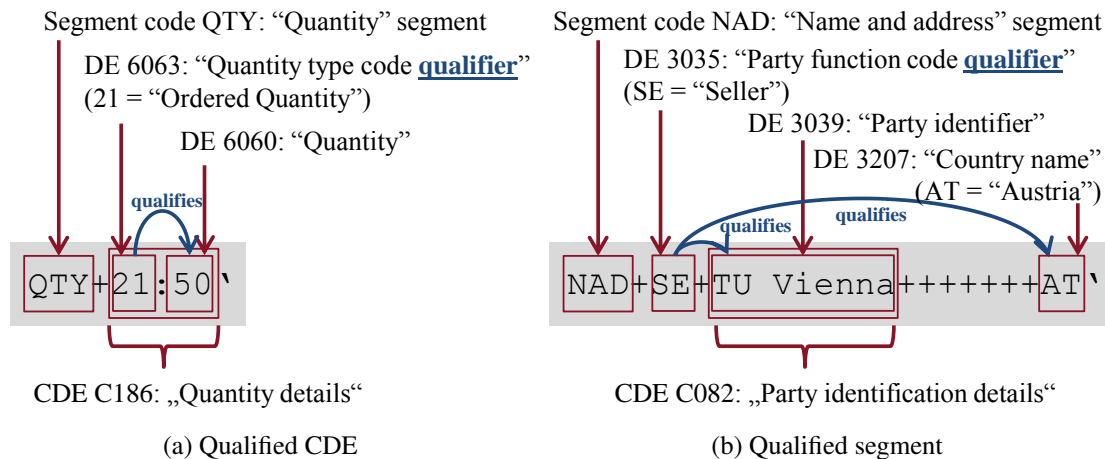 Segment code QTY: “Quantity” segment
DE 6063: “Quantity type code qualifier”
(21 = “Ordered Quantity”)
DE 6060: “Quantity”
qualifies
QTY+21:50‵
CDE C186: „Quantity details“
(a) Qualified CDE
Segment code NAD: “Name and address” segment
DE 3035: “Party function code qualifier”
(SE = “Seller”)
DE 3039: “Party identifier”
DE 3207: “Country name”
(AT = “Austria”)
qualifies
qualifies
NAD+SE+TU Vienna+++++++AT‵
CDE C082: „Party identification details“
(b) Qualified segment